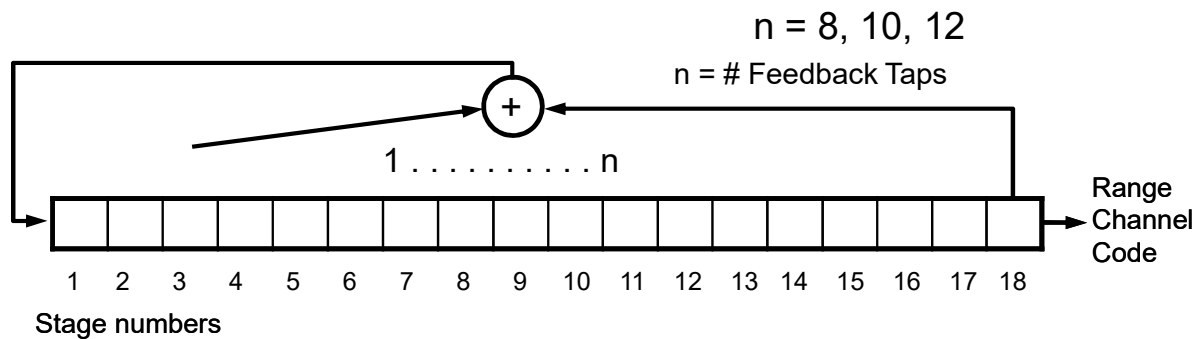 n = 8, 10, 12
n = # Feedback Taps
+
1 . . . . . . . . . . n
Range
Channel
Code
1 2 3 4 5 6 7 8 9 10 11 12 13 14 15 16 17 18
Stage numbers